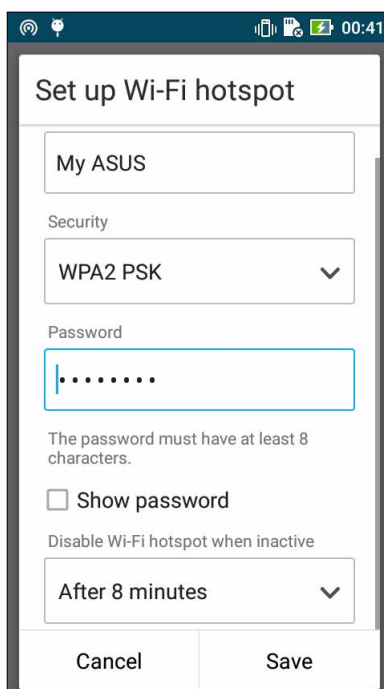 00:41
Set up Wi-Fi hotspot
My ASUS
Security
WPA2 PSK
Password
••••••••
The password must have at least 8
characters.
Show password
Disable Wi-Fi hotspot when inactive
After 8 minutes
Cancel Save